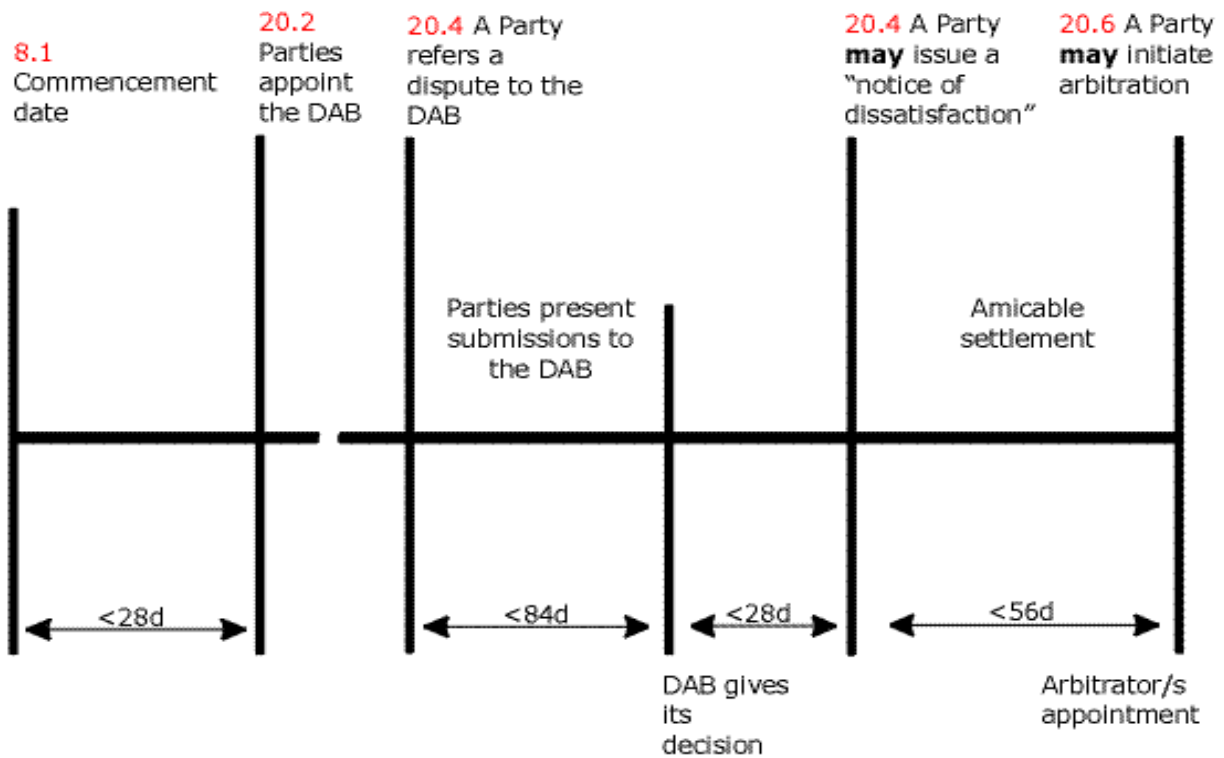 8.1
Commencement
date
20.2
Parties
appoint
the DAB
20.4 A Party
refers a
dispute to the
DAB
20.4 A Party
may issue a
“notice of
dissatisfaction”
20.6 A Party
may initiate
arbitration
Parties present
submissions to
the DAB
Amicable
settlement
<28d
<84d
<28d
<56d
DAB gives
its
decision
Arbitrator/s
appointment